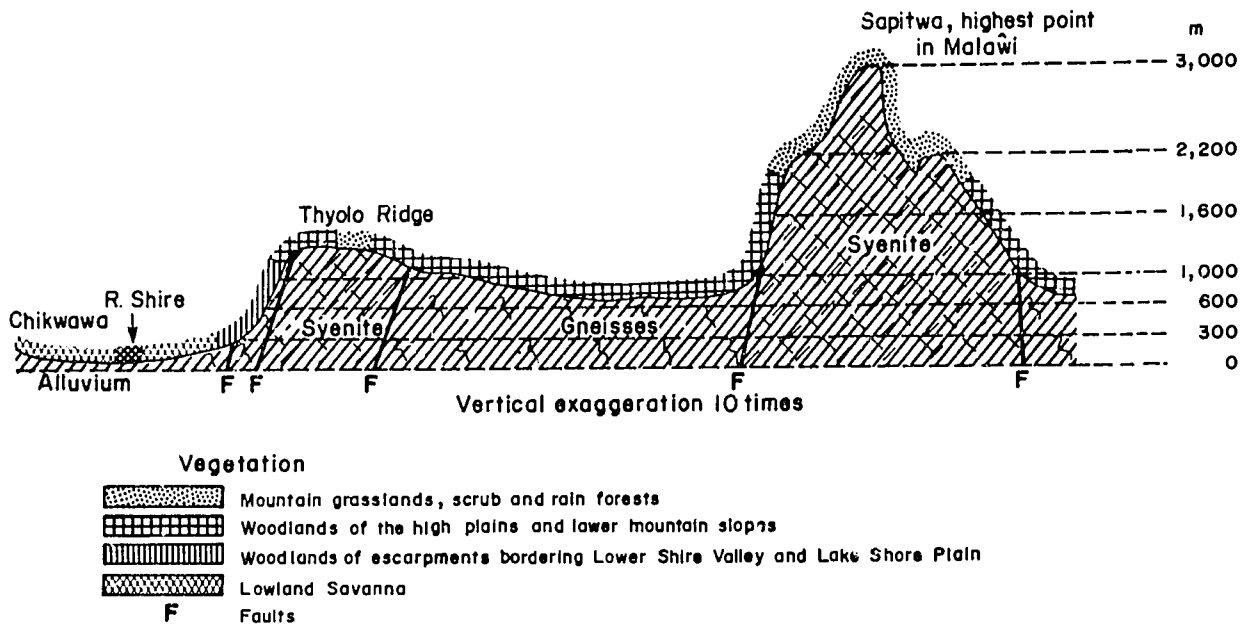 Sapitwa, highest point
in Malaŵi
m
3,000
2,200
Thyolo Ridge
1,600
Syenite
R. Shire
1,000
Chikwawa
600
Syenite
Gneisses
300
0
Alluvium
F F F F F
Vertical exaggeration 10 times
Vegetation
Mountain grasslands, scrub and rain forests
Woodlands of the high plains and lower mountain slopes
Woodlands of escarpments bordering Lower Shire Valley and Lake Shore Plain
Lowland Savanna
F Faults